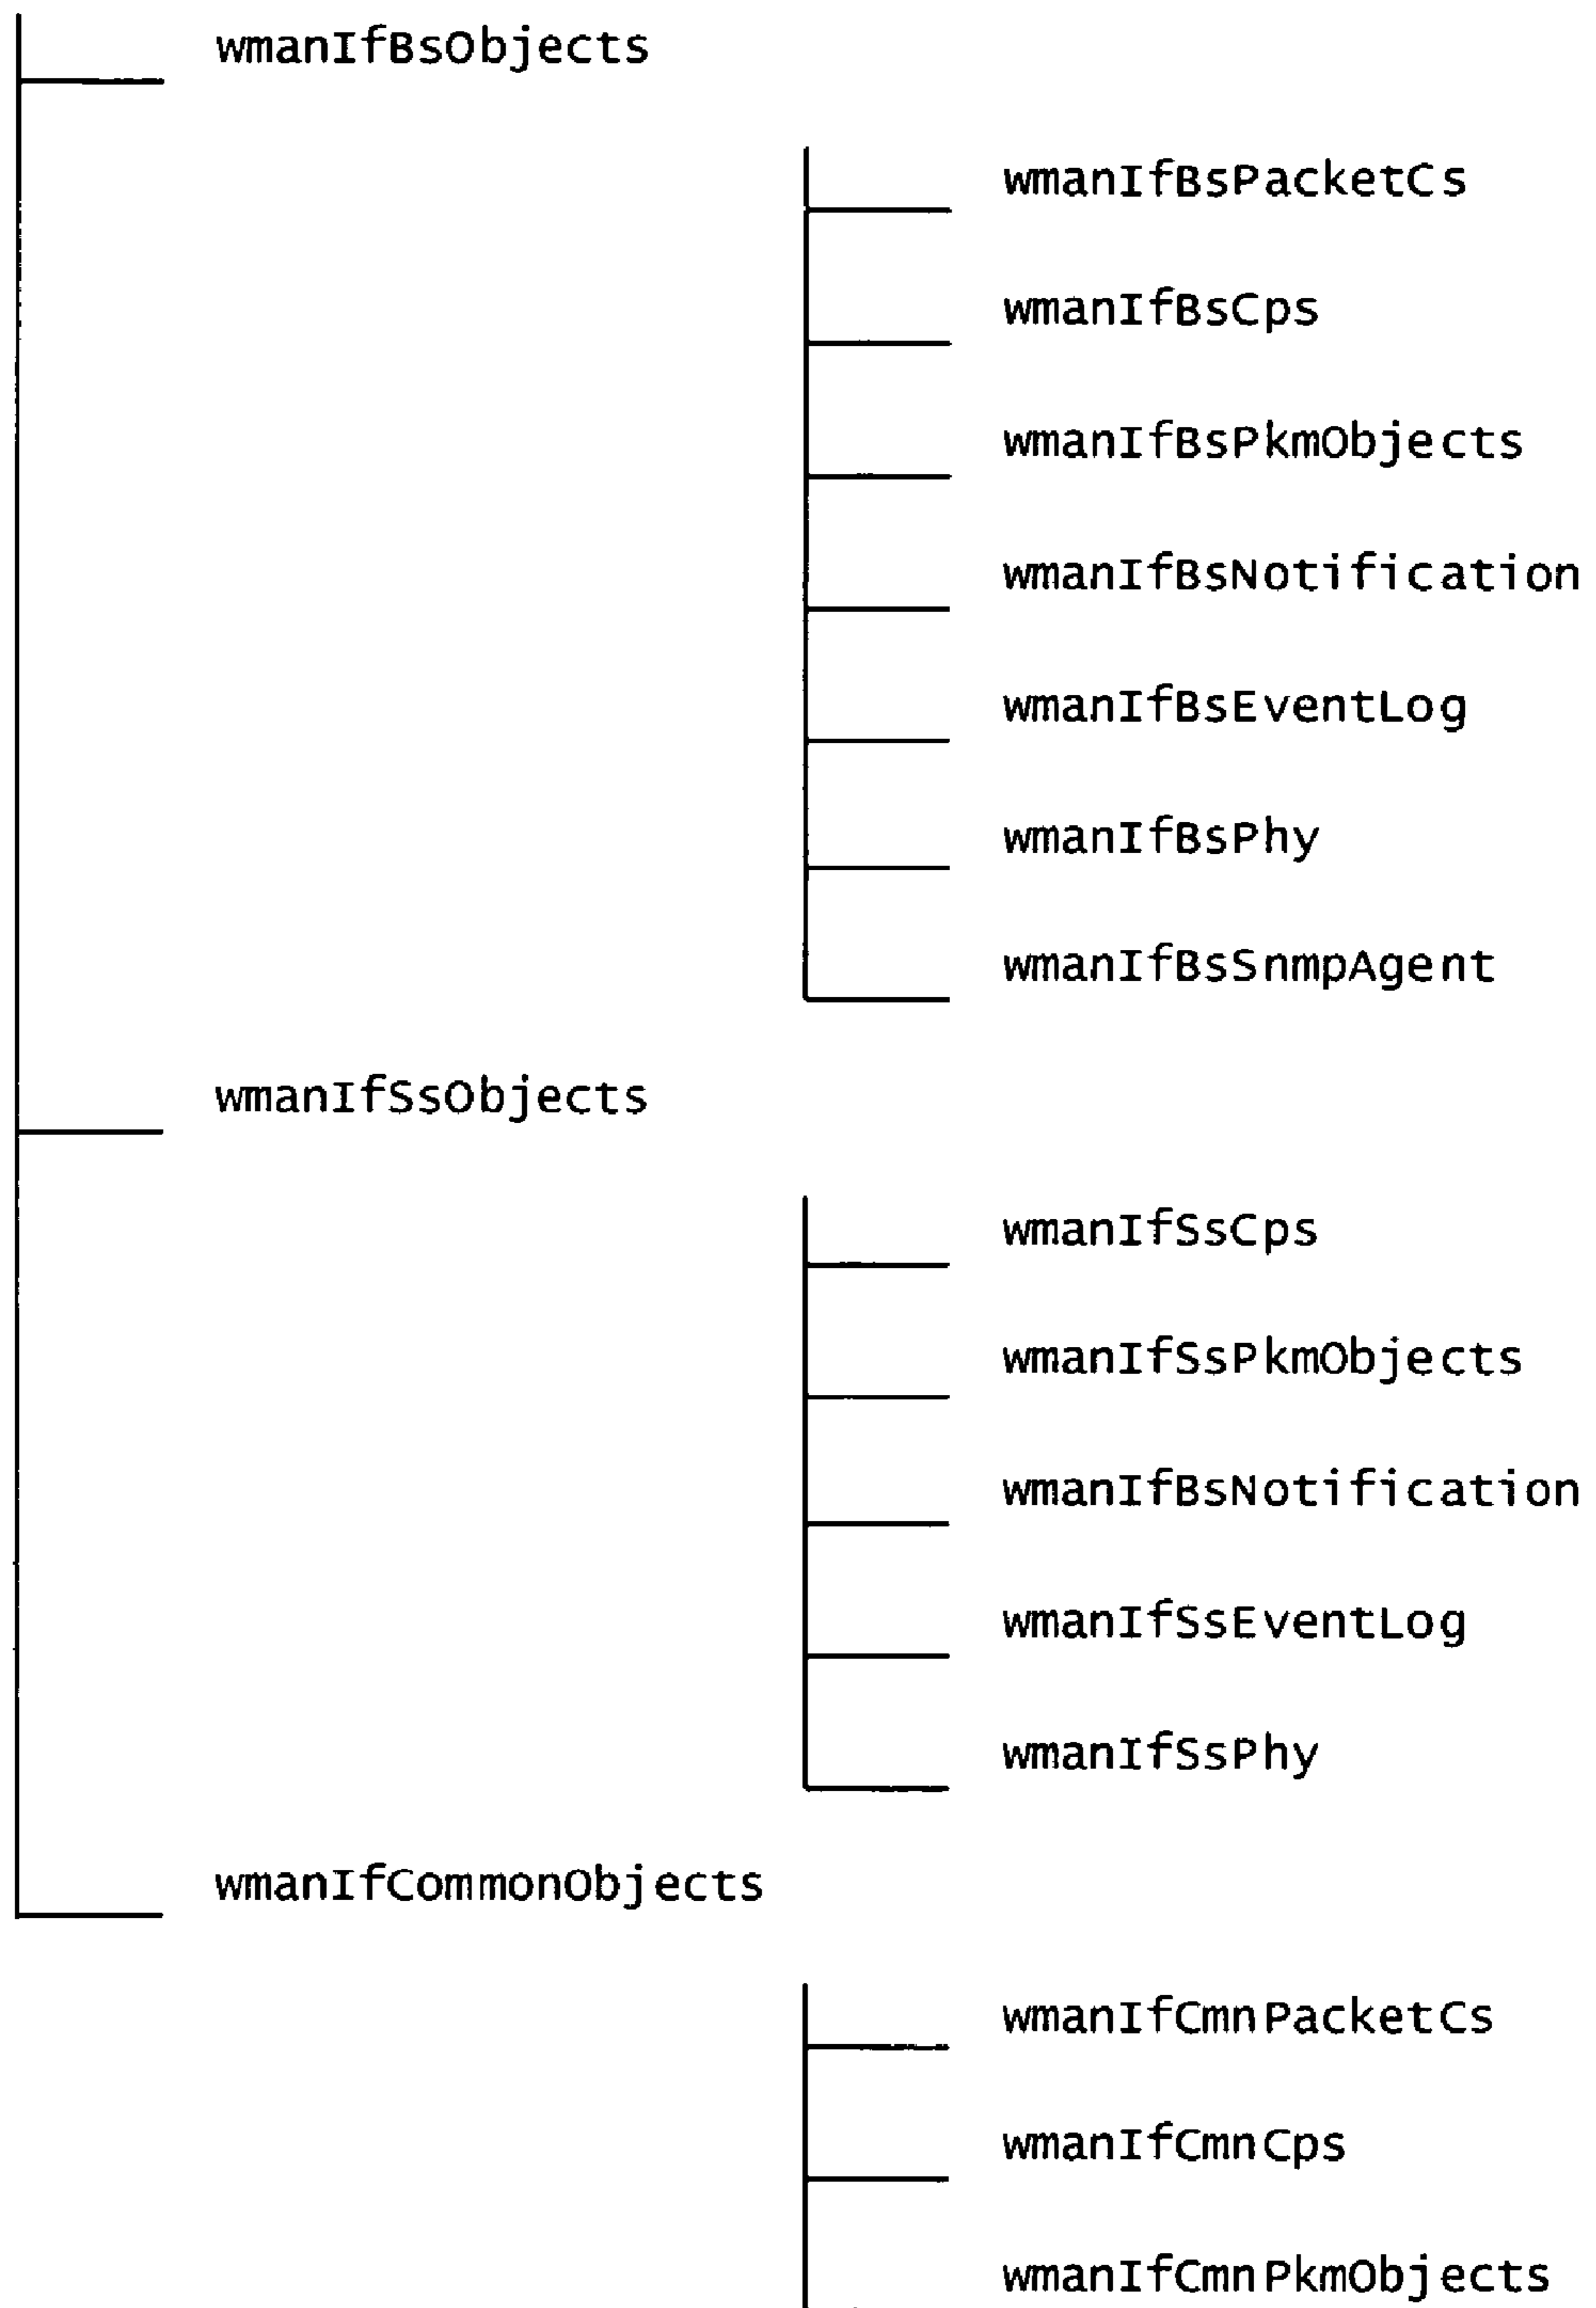 wmanIfBsObjects
wmanIfBsPacketCs
wmanIfBsCps
wmanIfBsPkmObjects
wmanIfBsNotification
wmanIfBsEventLog
wmanIfBsPhy
wmanIfBsSnmpAgent
wmanIfSsObjects
wmanIfSsCps
wmanIfSsPkmObjects
wmanIfBsNotification
wmanIfSsEventLog
wmanIfSsPhy
wmanIfCommonObjects
wmanIfCmnPacketCs
wmanIfCmnCps
wmanIfCmnPkmObjects